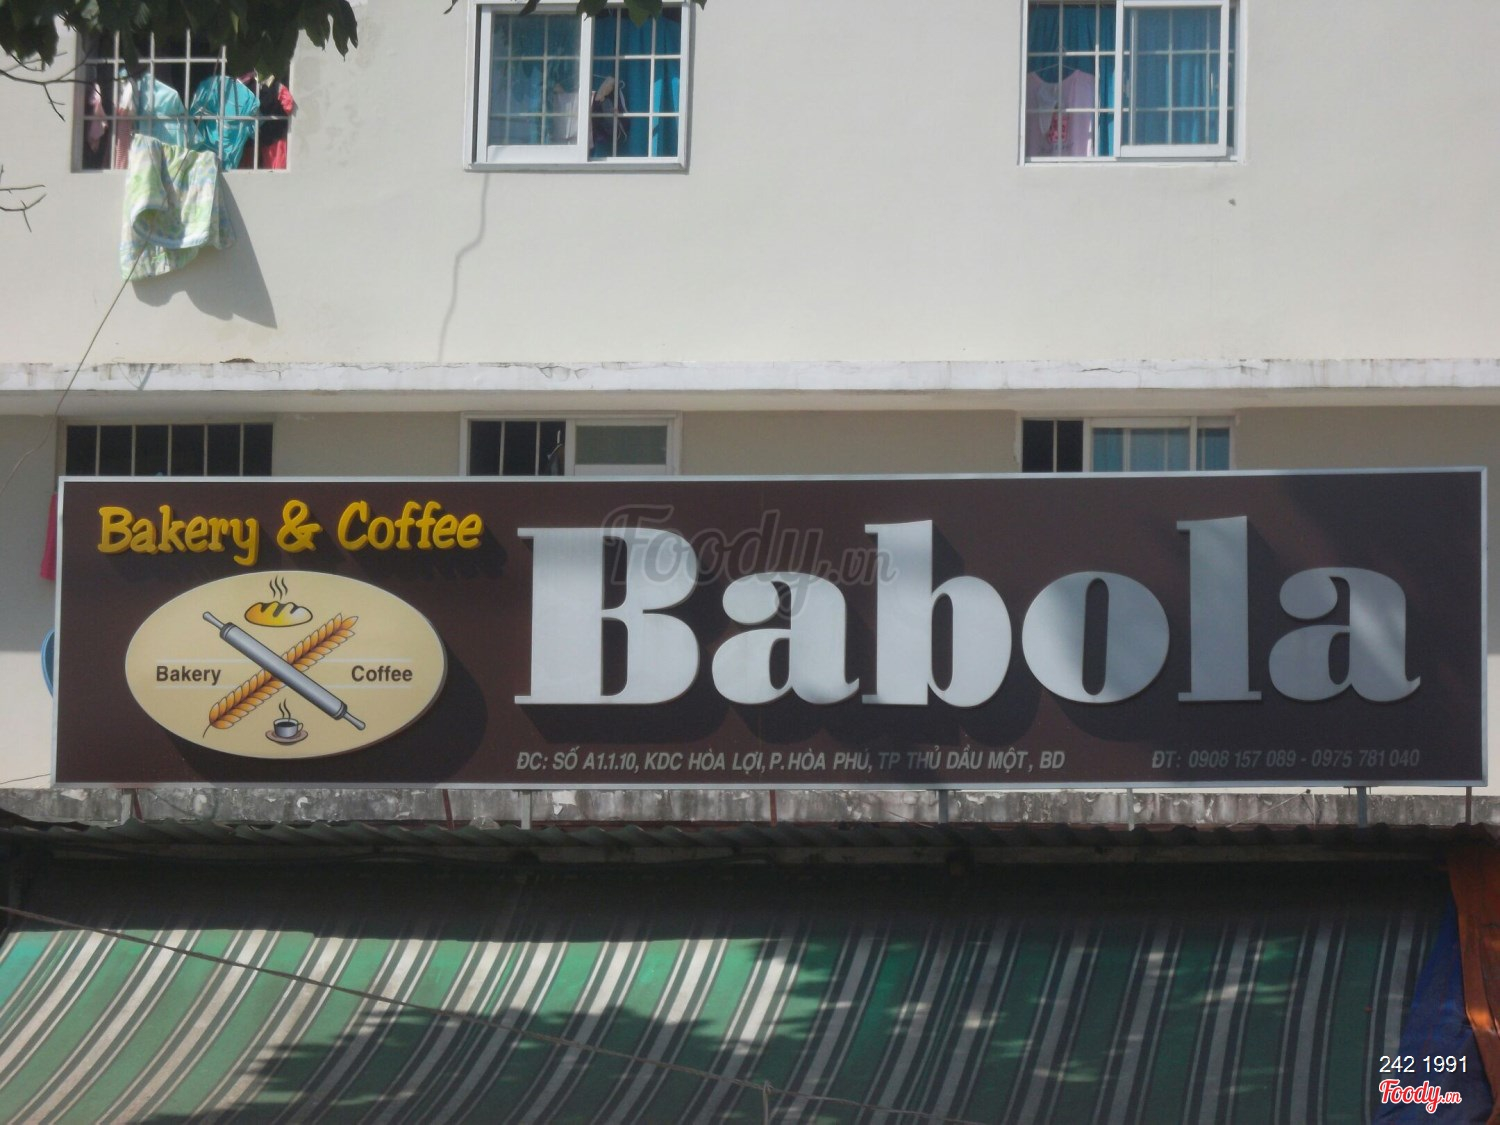 Bakery & Coffee
Babola
Bakery
Coffee
ĐC: SỐ A1.1.10, KDC HÒA LỢI, P. HÒA PHÚ, TP THỦ DẦU MỘT, BD
ĐT: 0908 157 089 - 0975 781 040
Foody.vn
242 1991
Foody.vn